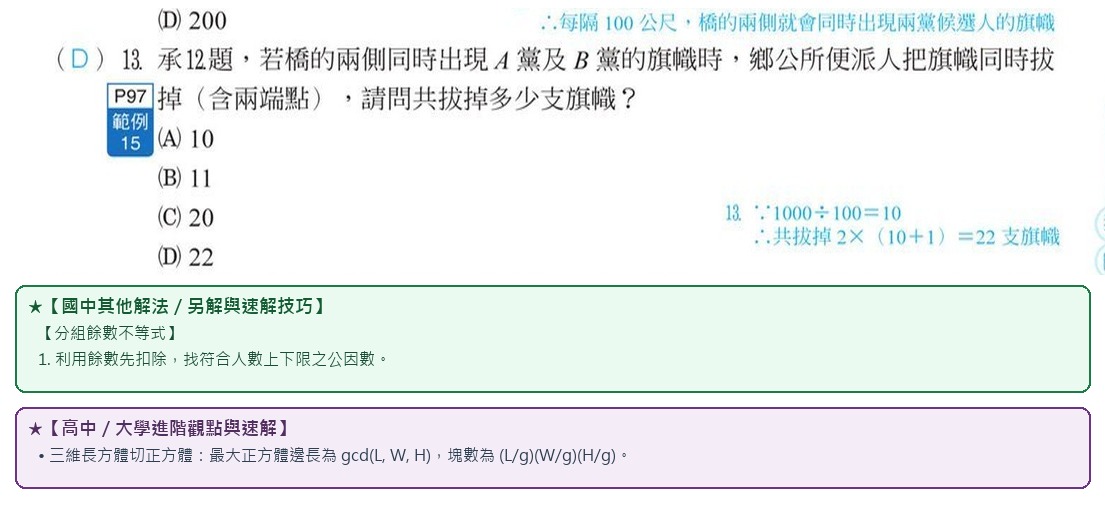 (D) 200
∴每隔 100 公尺，橋的兩側就會同時出現兩黨候選人的旗幟
（ D ） 13. 承12題，若橋的兩側同時出現 A 黨及 B 黨的旗幟時，鄉公所便派人把旗幟同時拔
掉（含兩端點），請問共拔掉多少支旗幟？
P97
範例
15
(A) 10
(B) 11
(C) 20
(D) 22
13. ∵1000÷100＝10
∴共拔掉 2×（10＋1）＝22 支旗幟
★【國中其他解法 / 另解與速解技巧】
【分組餘數不等式】
1. 利用餘數先扣除，找符合人數上下限之公因數。
★【高中 / 大學進階觀點與速解】
• 三維長方體切正方體：最大正方體邊長為 gcd(L, W, H)，塊數為 (L/g)(W/g)(H/g)。